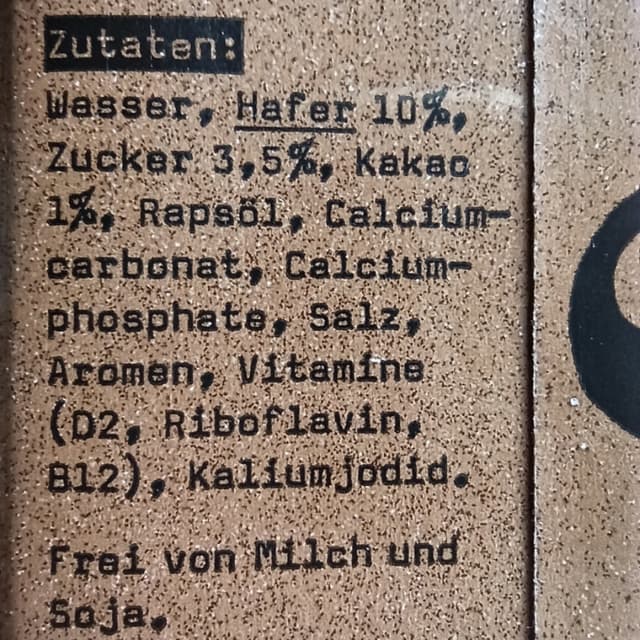 Zutaten:
Wasser, Hafer 10%,
Zucker 3,5%, Kakao
1%, Rapsöl, Calcium-
carbonat, Calcium-
phosphate, Salz,
Aromen, Vitamine
(D2, Riboflavin,
B12), Kaliumjodid.
Frei von Milch und
Soja.